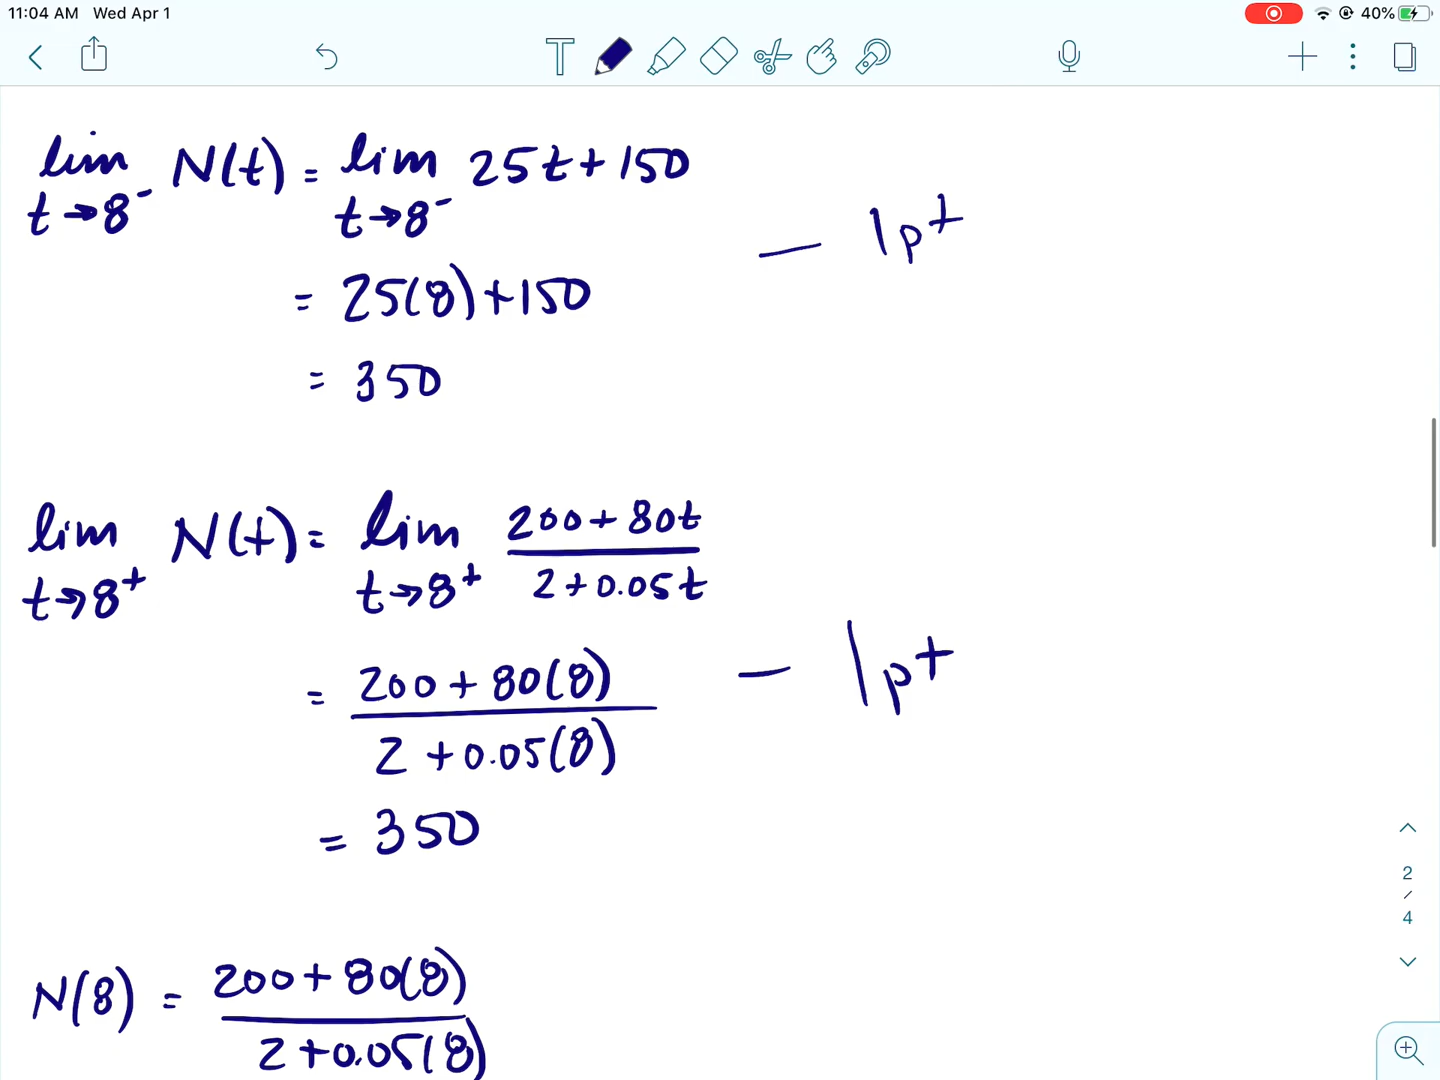 11:04 AM Wed Apr 1 40%
lim N(t) = lim 25t + 150
t→8⁻ t→8⁻
— 1pt
= 25(8) + 150
= 350
lim N(t) = lim 200 + 80t / 2 + 0.05t
t→8⁺ t→8⁺
= 200 + 80(8) / 2 + 0.05(8) — 1pt
= 350
2 / 4
N(8) = 200 + 80(8) / 2 + 0.05(8)